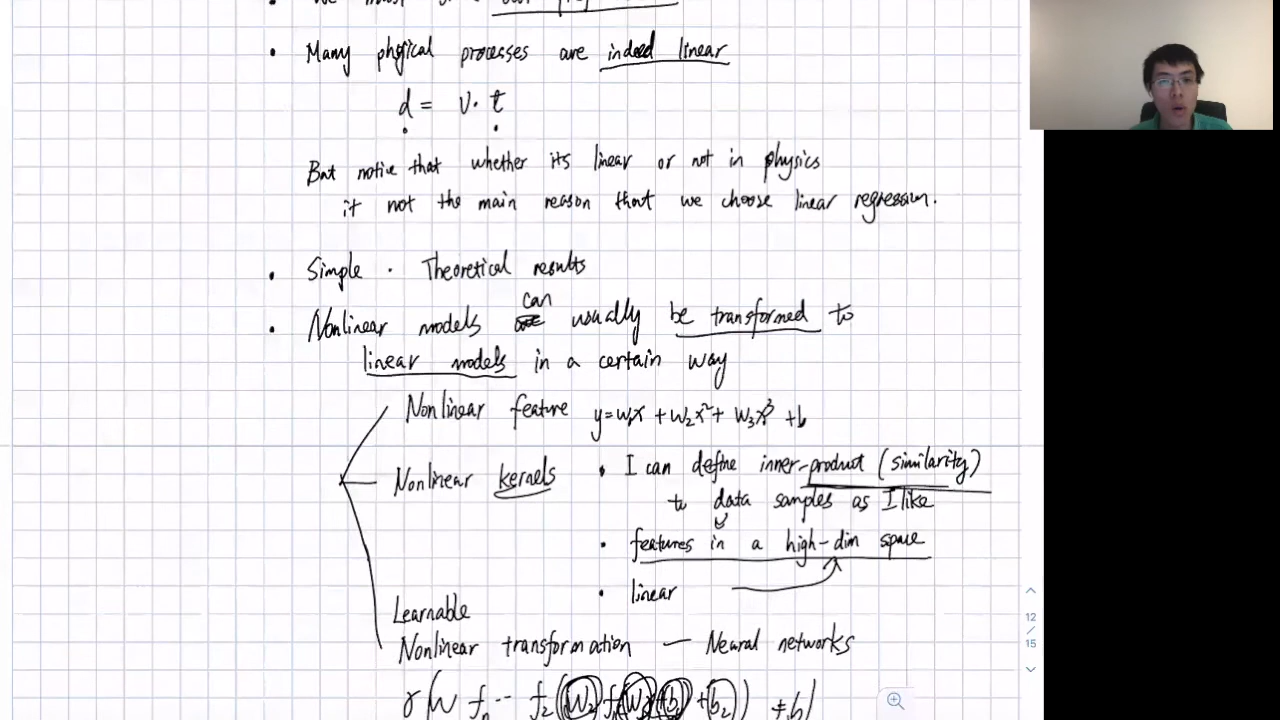 • Many physical processes are indeed linear
d = v · t
But notice that whether its linear or not in physics
it not the main reason that we choose linear regression.
• Simple · Theoretical results
• Nonlinear models can usually be transformed to
linear models in a certain way
Nonlinear feature y=w₁x + w₂x² + w₃x³ + b
Nonlinear kernels • I can define inner-product (similarity)
to data samples as I like
• features in a high-dim space
• linear
Learnable
Nonlinear transformation — Neural networks
12
/
15